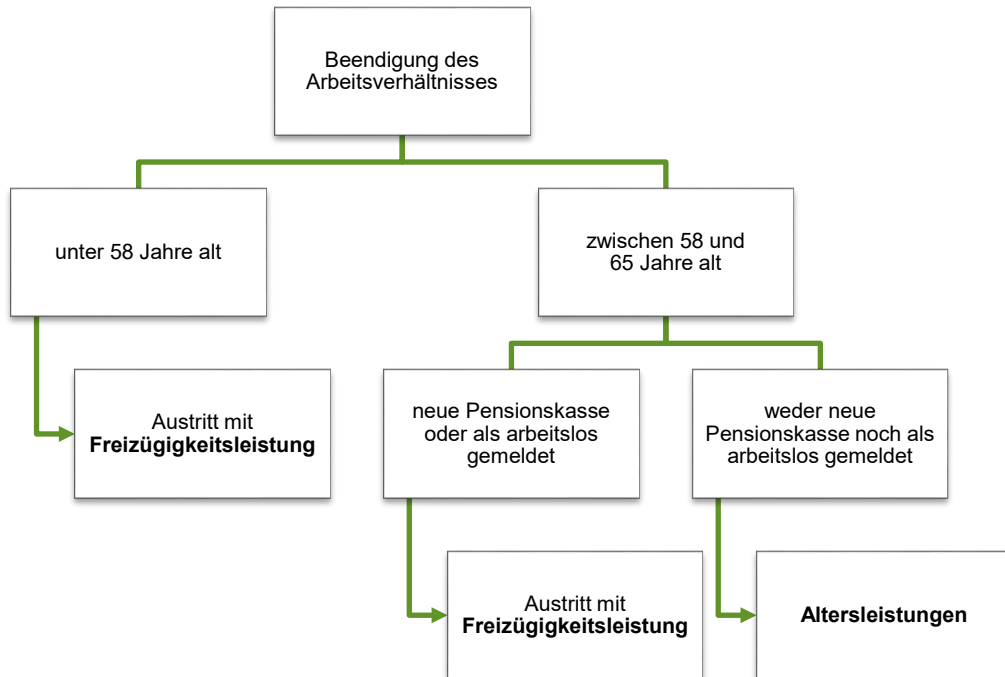 Beendigung des
Arbeitsverhältnisses
unter 58 Jahre alt
zwischen 58 und
65 Jahre alt
Austritt mit
Freizügigkeitsleistung
neue Pensionskasse
oder als arbeitslos
gemeldet
weder neue
Pensionskasse noch als
arbeitslos gemeldet
Austritt mit
Freizügigkeitsleistung
Altersleistungen